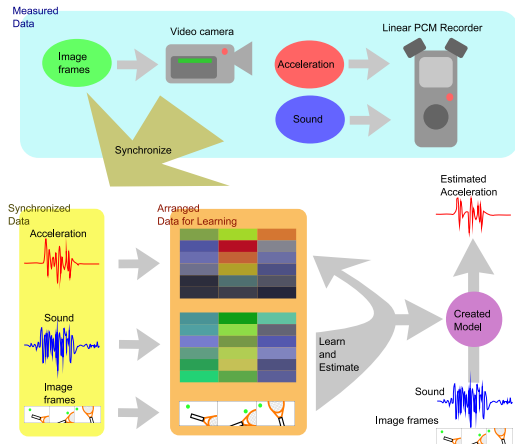 Measured
Data
Video camera
Linear PCM Recorder
Image
frames
Acceleration
Sound
Synchronize
Estimated
Acceleration
Synchronized
Data
Arranged
Data for Learning
Acceleration
Sound
Created
Model
Learn
and
Estimate
Image
frames
Sound
Image frames